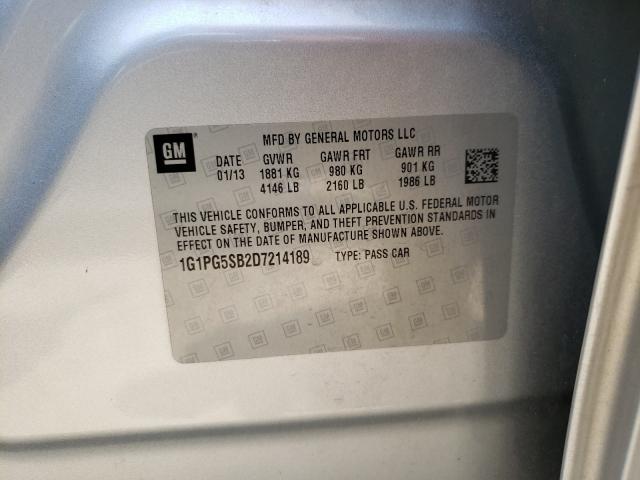 GM
MFD BY GENERAL MOTORS LLC
DATE GVWR GAWR FRT GAWR RR
01/13 1881 KG 980 KG 901 KG
4146 LB 2160 LB 1986 LB
THIS VEHICLE CONFORMS TO ALL APPLICABLE U.S. FEDERAL MOTOR
VEHICLE SAFETY, BUMPER, AND THEFT PREVENTION STANDARDS IN
EFFECT ON THE DATE OF MANUFACTURE SHOWN ABOVE.
1G1PG5SB2D7214189 TYPE: PASS CAR